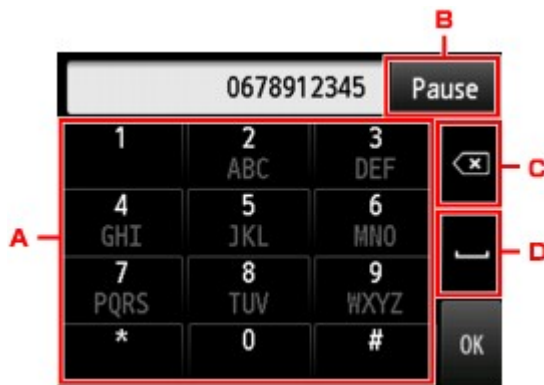 B
0678912345 Pause
1 2 3
ABC DEF
C
4 5 6
A GHI JKL MNO
D
7 8 9
PQRS TUV WXYZ
* 0 # OK